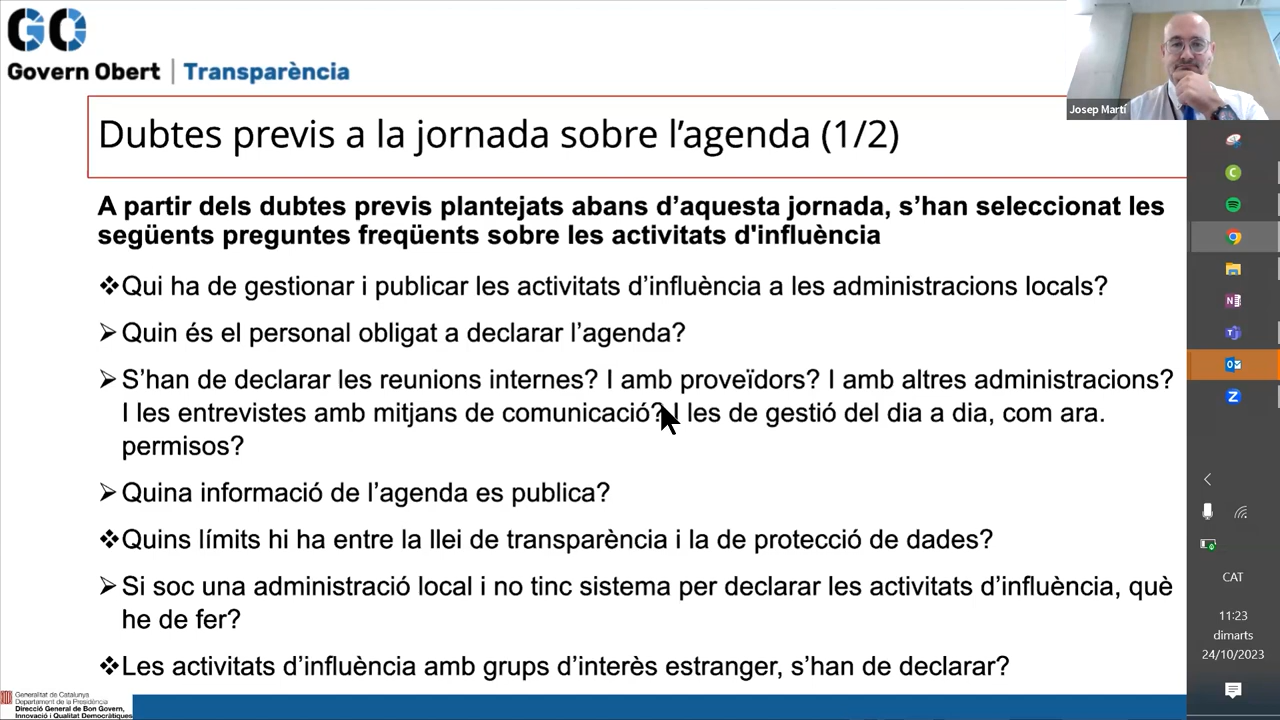 GO
Govern Obert | Transparència
Josep Martí
Dubtes previs a la jornada sobre l’agenda (1/2)
A partir dels dubtes previs plantejats abans d’aquesta jornada, s’han seleccionat les
següents preguntes freqüents sobre les activitats d'influència
❖Qui ha de gestionar i publicar les activitats d’influència a les administracions locals?
➢Quin és el personal obligat a declarar l’agenda?
➢S’han de declarar les reunions internes? I amb proveïdors? I amb altres administracions?
I les entrevistes amb mitjans de comunicació? I les de gestió del dia a dia, com ara.
permisos?
➢Quina informació de l’agenda es publica?
❖Quins límits hi ha entre la llei de transparència i la de protecció de dades?
➢Si soc una administració local i no tinc sistema per declarar les activitats d’influència, què
he de fer?
❖Les activitats d’influència amb grups d’interès estranger, s’han de declarar?
CAT
11:23
dimarts
24/10/2023
Generalitat de Catalunya
Departament de la Presidència
Direcció General de Bon Govern,
Innovació i Qualitat Democràtiques